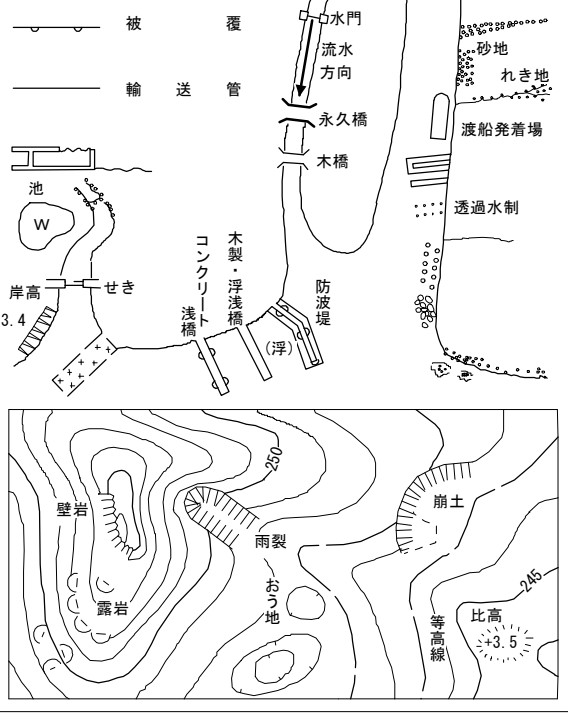 被覆
輸送管
水門
流水
方向
永久橋
木橋
砂地
れき地
渡船発着場
透過水制
池
W
岸高
3.4
せき
コンクリート
浅橋
木製・浮浅橋
防波堤
(浮)
250
壁岩
雨裂
崩土
露岩
おう地
等高線
245
比高
+3.5